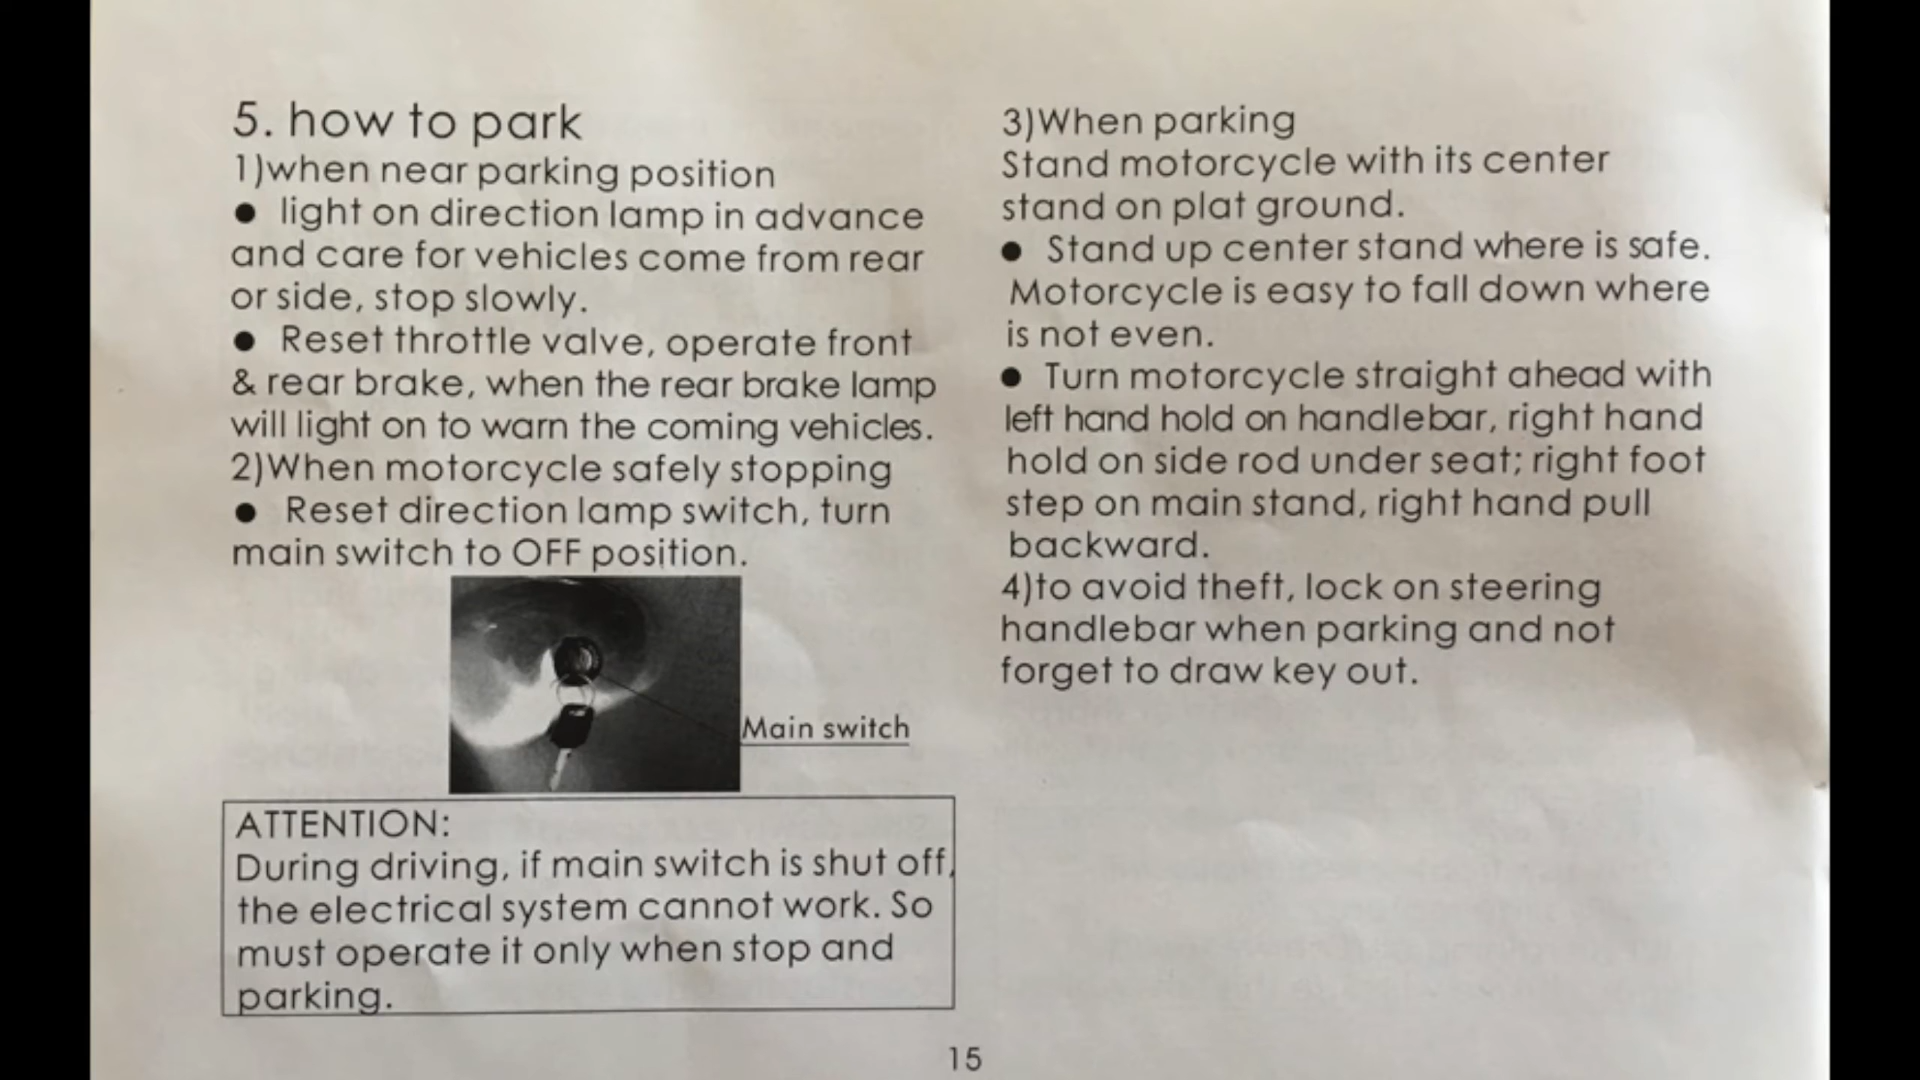 5. how to park
1)when near parking position
● light on direction lamp in advance
and care for vehicles come from rear
or side, stop slowly.
● Reset throttle valve, operate front
& rear brake, when the rear brake lamp
will light on to warn the coming vehicles.
2)When motorcycle safely stopping
● Reset direction lamp switch, turn
main switch to OFF position.
Main switch
ATTENTION:
During driving, if main switch is shut off,
the electrical system cannot work. So
must operate it only when stop and
parking.
3)When parking
Stand motorcycle with its center
stand on plat ground.
● Stand up center stand where is safe.
Motorcycle is easy to fall down where
is not even.
● Turn motorcycle straight ahead with
left hand hold on handlebar, right hand
hold on side rod under seat; right foot
step on main stand, right hand pull
backward.
4)to avoid theft, lock on steering
handlebar when parking and not
forget to draw key out.
15